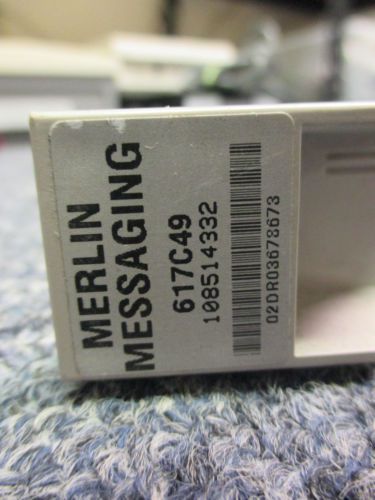 MERLIN
MESSAGING
617C49
108514332
02DR03678673